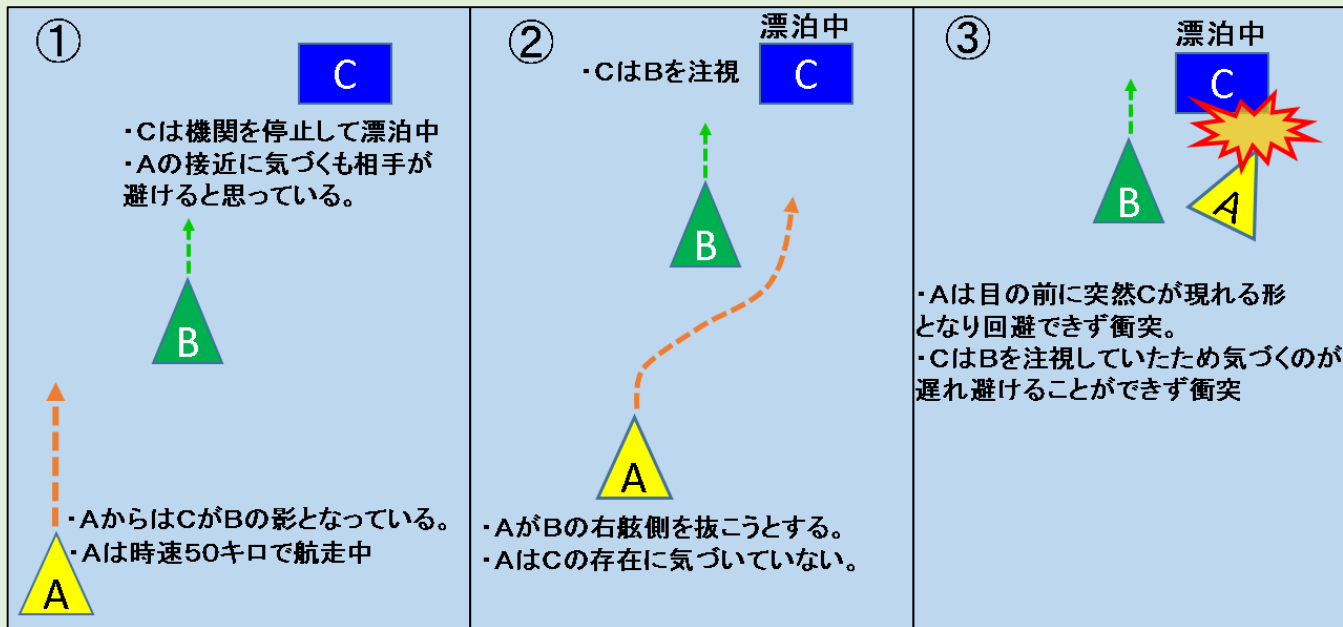 ①
C
・Cは機関を停止して漂泊中
・Aの接近に気づくも相手が
避けると思っている。
B
・AからはCがBの影となっている。
・Aは時速50キロで航走中
A
②
漂泊中
・CはBを注視
C
B
A
・AがBの右舷側を抜こうとする。
・AはCの存在に気づいていない。
③
漂泊中
C
B
A
・Aは目の前に突然Cが現れる形
となり回避できず衝突。
・CはBを注視していたため気づくのが
遅れ避けることができず衝突